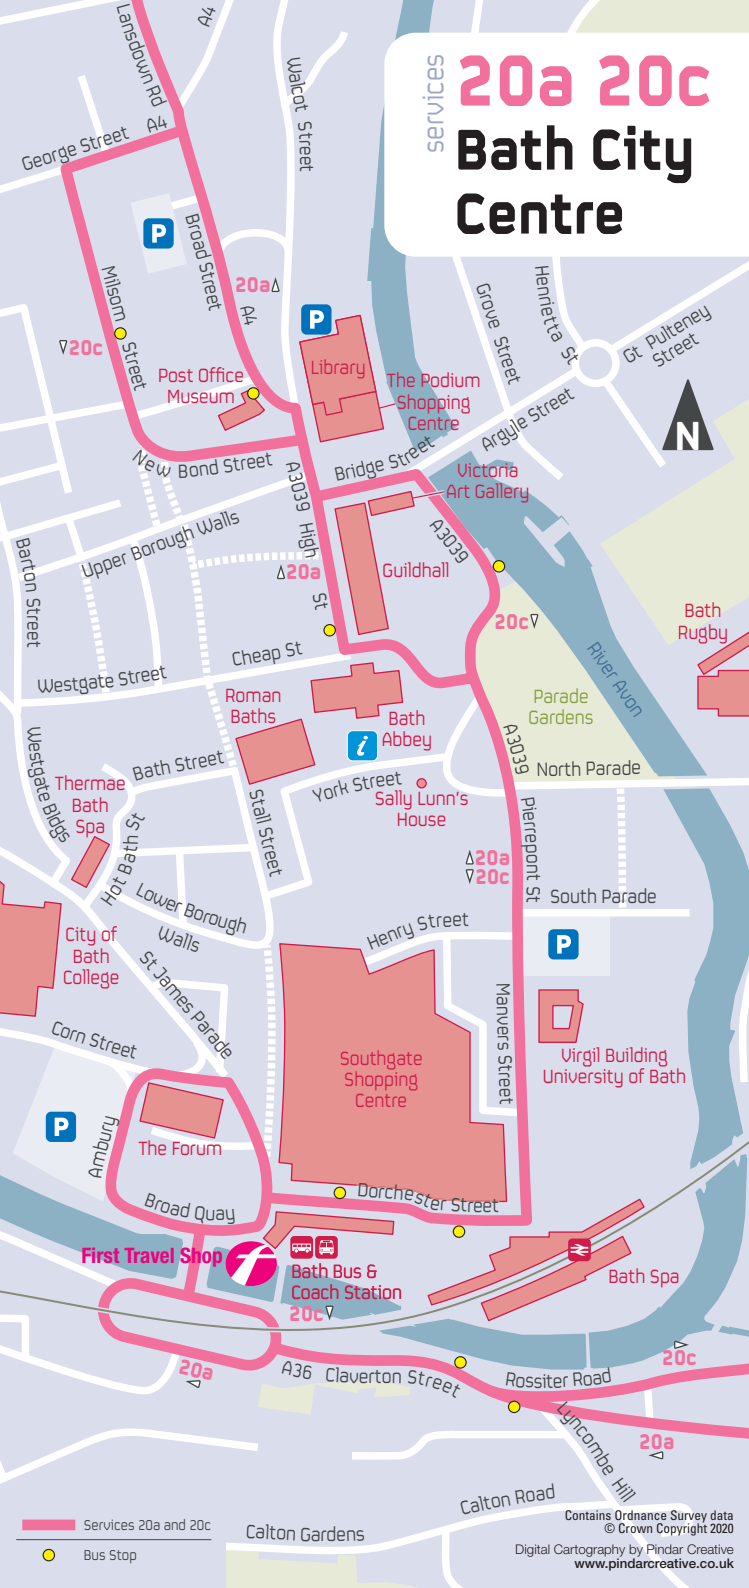 services
20a 20c
Bath City
Centre
Lansdown Rd
A4
Walcot Street
George Street
A4
P
Broad Street
20a
A4
Milsom Street
20c
P
Library
Post Office
Museum
The Podium
Shopping
Centre
Grove Street
Henrietta St
Gt Pulteney
Street
Argyle Street
N
New Bond Street
Bridge Street
Victoria
Art Gallery
A3039 High St
A3039
Upper Borough Walls
Barton Street
20a
Guildhall
20c
Bath
Rugby
Cheap St
Westgate Street
River Avon
Roman
Baths
Parade
Gardens
Bath
Abbey
i
A3039
Westgate Bldgs
Bath Street
North Parade
York Street
Thermae
Bath
Spa
Sally Lunn's
House
Stall Street
Hot Bath St
Pierrepont St
20a
20c
South Parade
Lower Borough
Walls
Henry Street
P
City of
Bath
College
St James Parade
Manvers Street
Corn Street
Virgil Building
University of Bath
Southgate
Shopping
Centre
P
Ambury
The Forum
Dorchester Street
Broad Quay
First Travel Shop
f
Bath Bus &
Coach Station
Bath Spa
20c
20a
A36 Claverton Street
Rossiter Road
20c
Lyncombe Hill
20a
Calton Road
Calton Gardens
Services 20a and 20c
Bus Stop
Contains Ordnance Survey data
© Crown Copyright 2020
Digital Cartography by Pindar Creative
www.pindarcreative.co.uk